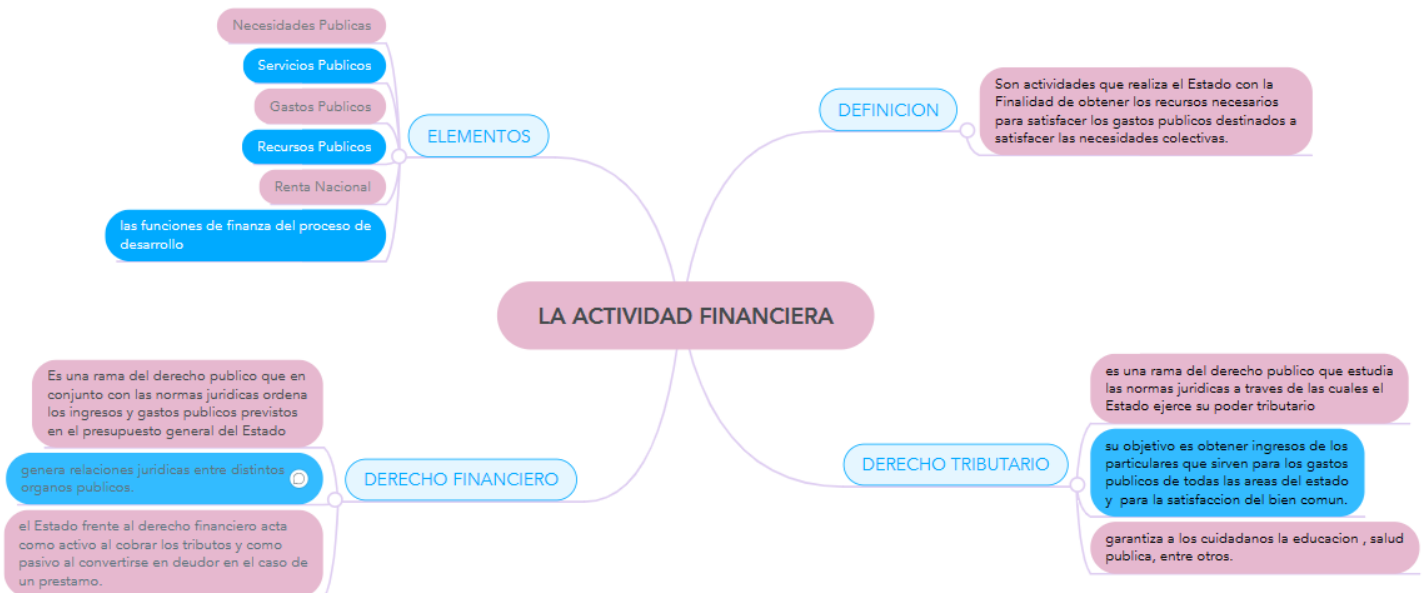 Necesidades Publicas
Servicios Publicos
Gastos Publicos
Recursos Publicos
Renta Nacional
las funciones de finanza del proceso de
desarrollo
ELEMENTOS
DEFINICION
Son actividades que realiza el Estado con la
Finalidad de obtener los recursos necesarios
para satisfacer los gastos publicos destinados a
satisfacer las necesidades colectivas.
LA ACTIVIDAD FINANCIERA
Es una rama del derecho publico que en
conjunto con las normas juridicas ordena
los ingresos y gastos publicos previstos
en el presupuesto general del Estado
genera relaciones juridicas entre distintos
organos publicos.
el Estado frente al derecho financiero acta
como activo al cobrar los tributos y como
pasivo al convertirse en deudor en el caso de
un prestamo.
DERECHO FINANCIERO
DERECHO TRIBUTARIO
es una rama del derecho publico que estudia
las normas juridicas a traves de las cuales el
Estado ejerce su poder tributario
su objetivo es obtener ingresos de los
particulares que sirven para los gastos
publicos de todas las areas del estado
y para la satisfaccion del bien comun.
garantiza a los cuidadanos la educacion , salud
publica, entre otros.